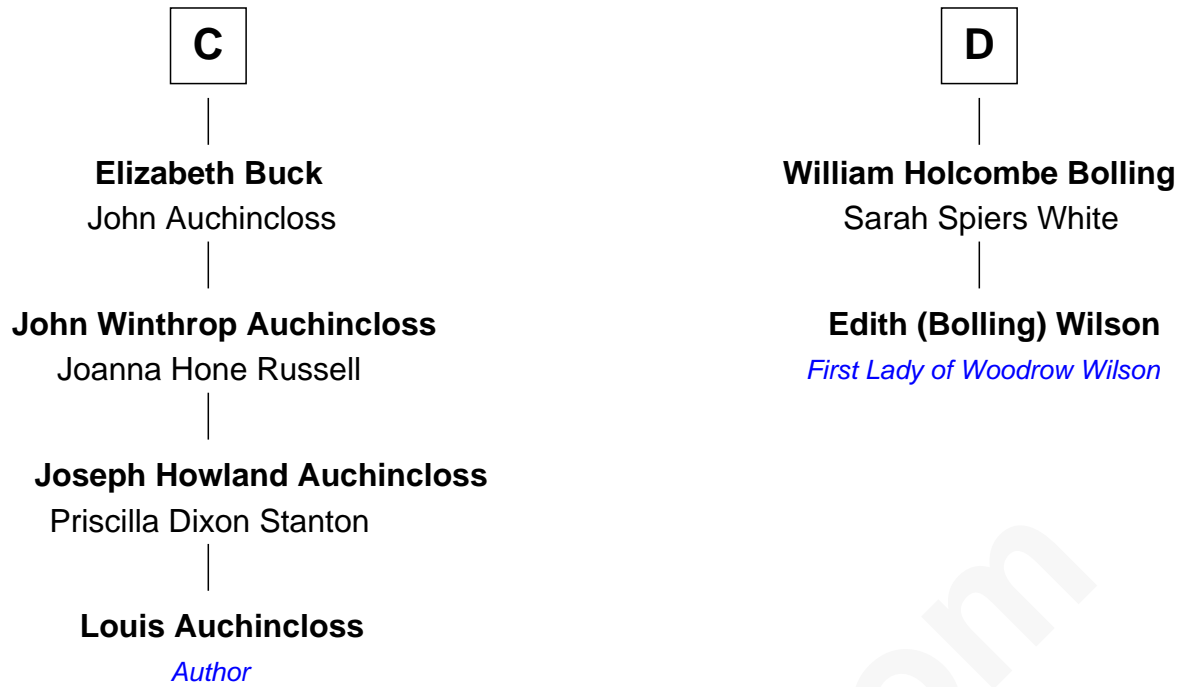 C
Elizabeth Buck
John Auchincloss
John Winthrop Auchincloss
Joanna Hone Russell
Joseph Howland Auchincloss
Priscilla Dixon Stanton
Louis Auchincloss
Author
D
William Holcombe Bolling
Sarah Spiers White
Edith (Bolling) Wilson
First Lady of Woodrow Wilson
om